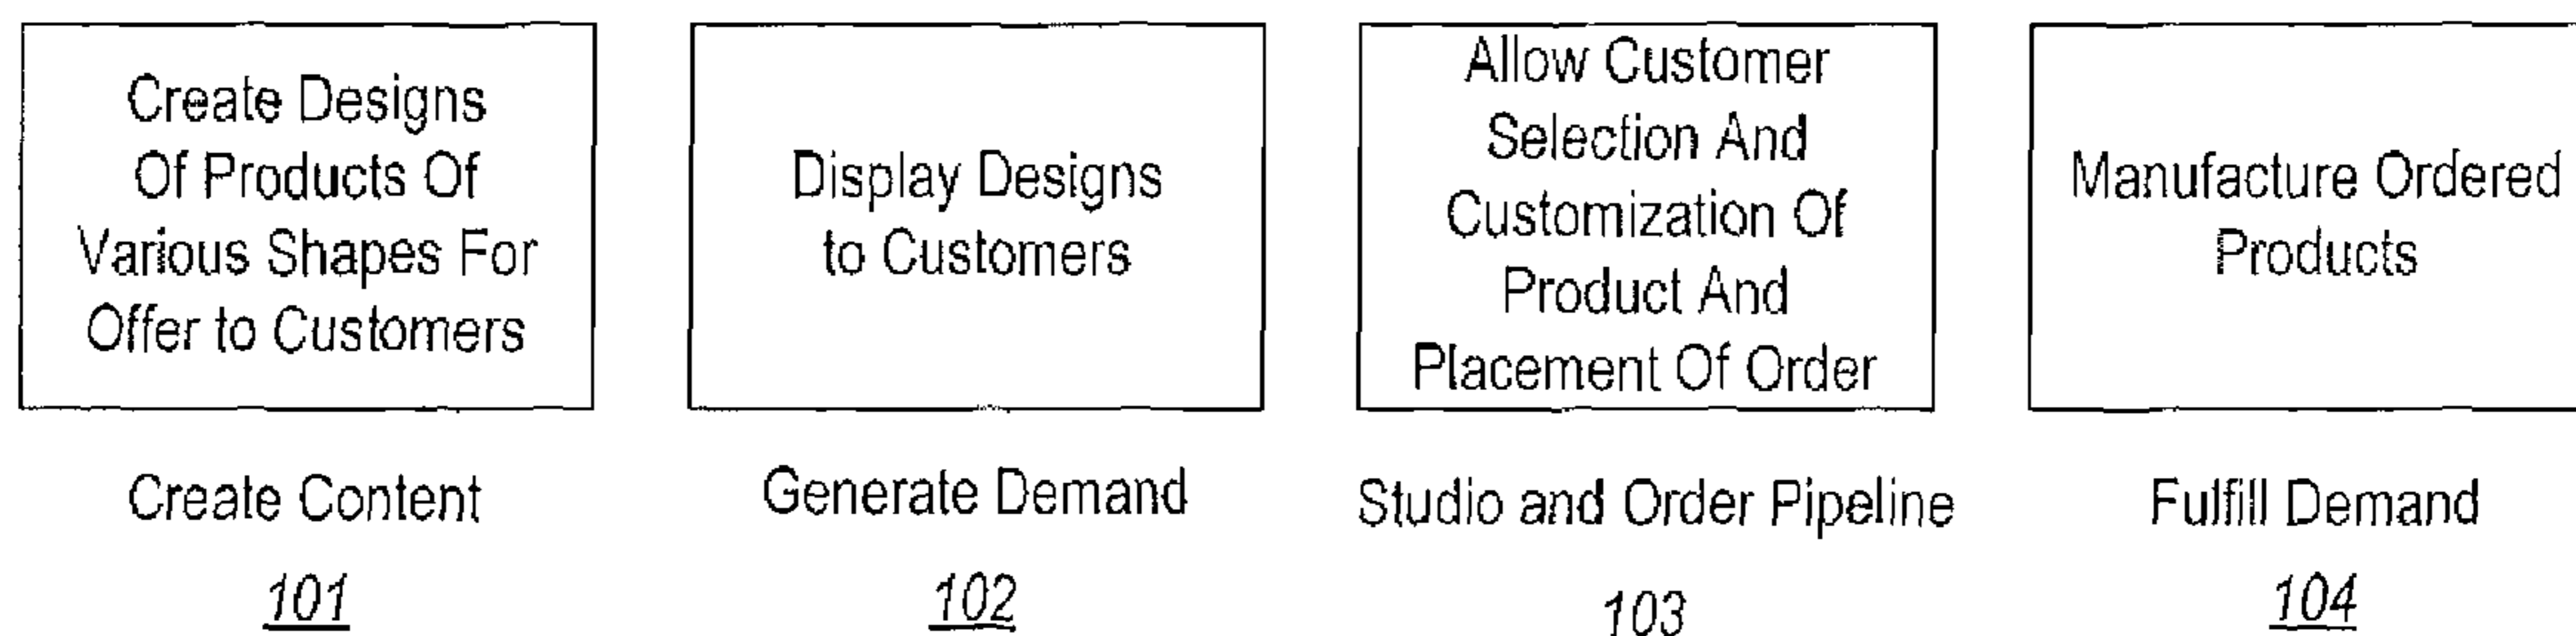 Create Designs
Of Products Of
Various Shapes For
Offer to Customers
Create Content
101
Display Designs
to Customers
Generate Demand
102
Allow Customer
Selection And
Customization Of
Product And
Placement Of Order
Studio and Order Pipeline
103
Manufacture Ordered
Products
Fulfill Demand
104